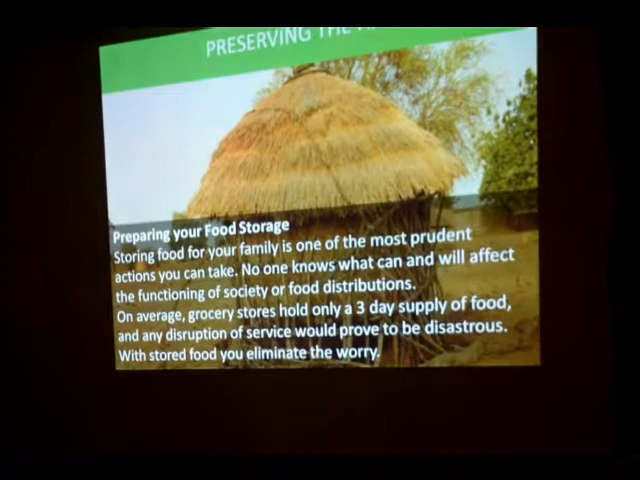 PRESERVING THE
Preparing your Food Storage
Storing food for your family is one of the most prudent
actions you can take. No one knows what can and will affect
the functioning of society or food distributions.
On average, grocery stores hold only a 3 day supply of food,
and any disruption of service would prove to be disastrous.
With stored food you eliminate the worry.